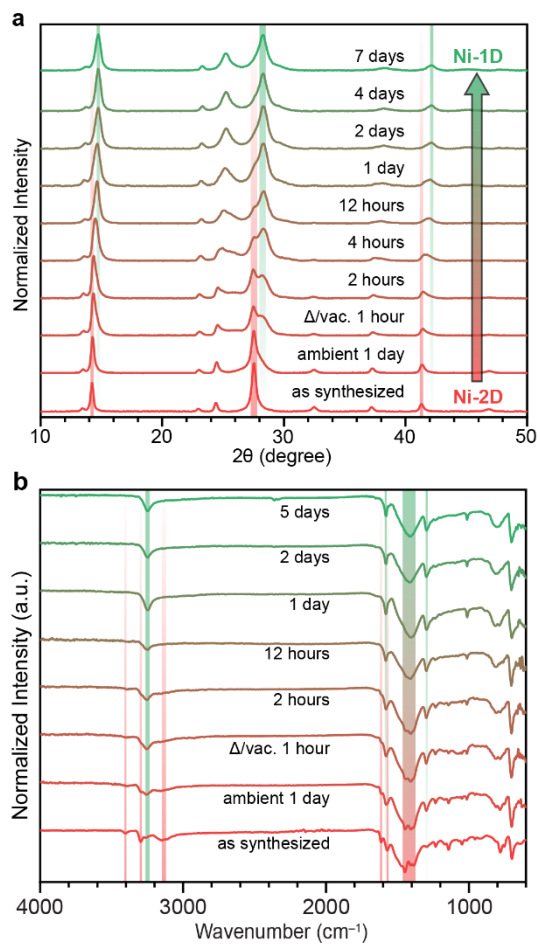 a
7 days
Ni-1D
4 days
2 days
1 day
12 hours
4 hours
2 hours
Δ/vac. 1 hour
ambient 1 day
as synthesized
Ni-2D
Normalized Intensity
10 20 30 40 50
2θ (degree)
b
5 days
2 days
1 day
12 hours
2 hours
Δ/vac. 1 hour
ambient 1 day
as synthesized
Normalized Intensity (a.u.)
4000 3000 2000 1000
Wavenumber (cm⁻¹)